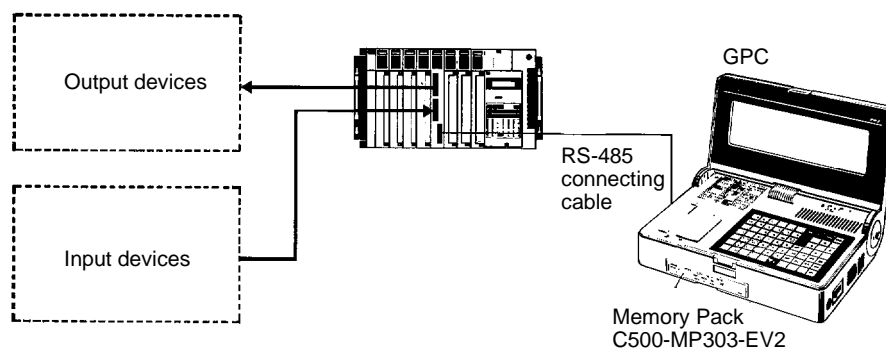 Output devices
GPC
RS-485
connecting
cable
Input devices
Memory Pack
C500-MP303-EV2